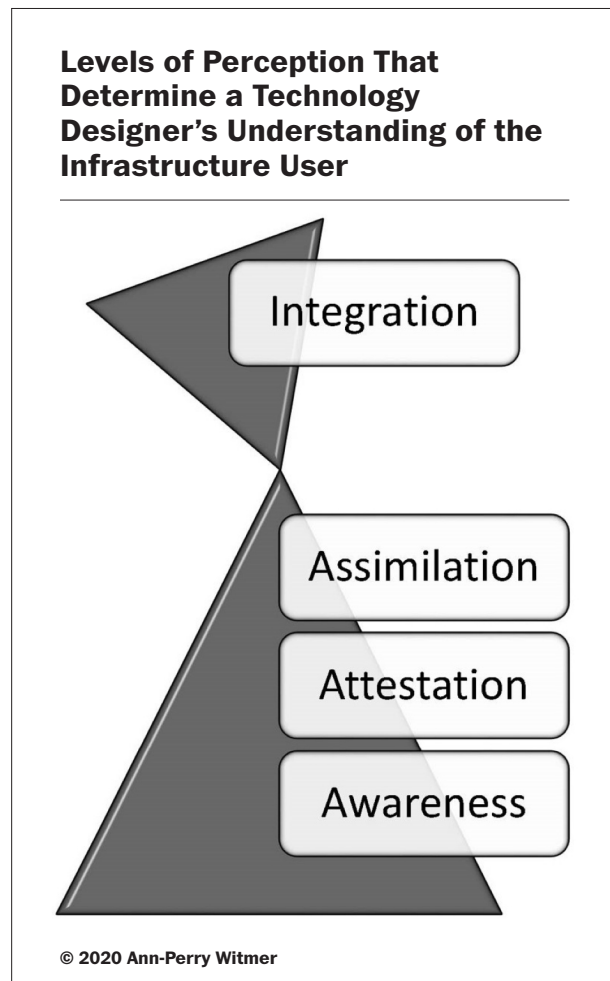 Levels of Perception That
Determine a Technology
Designer’s Understanding of the
Infrastructure User
Integration
Assimilation
Attestation
Awareness
© 2020 Ann-Perry Witmer